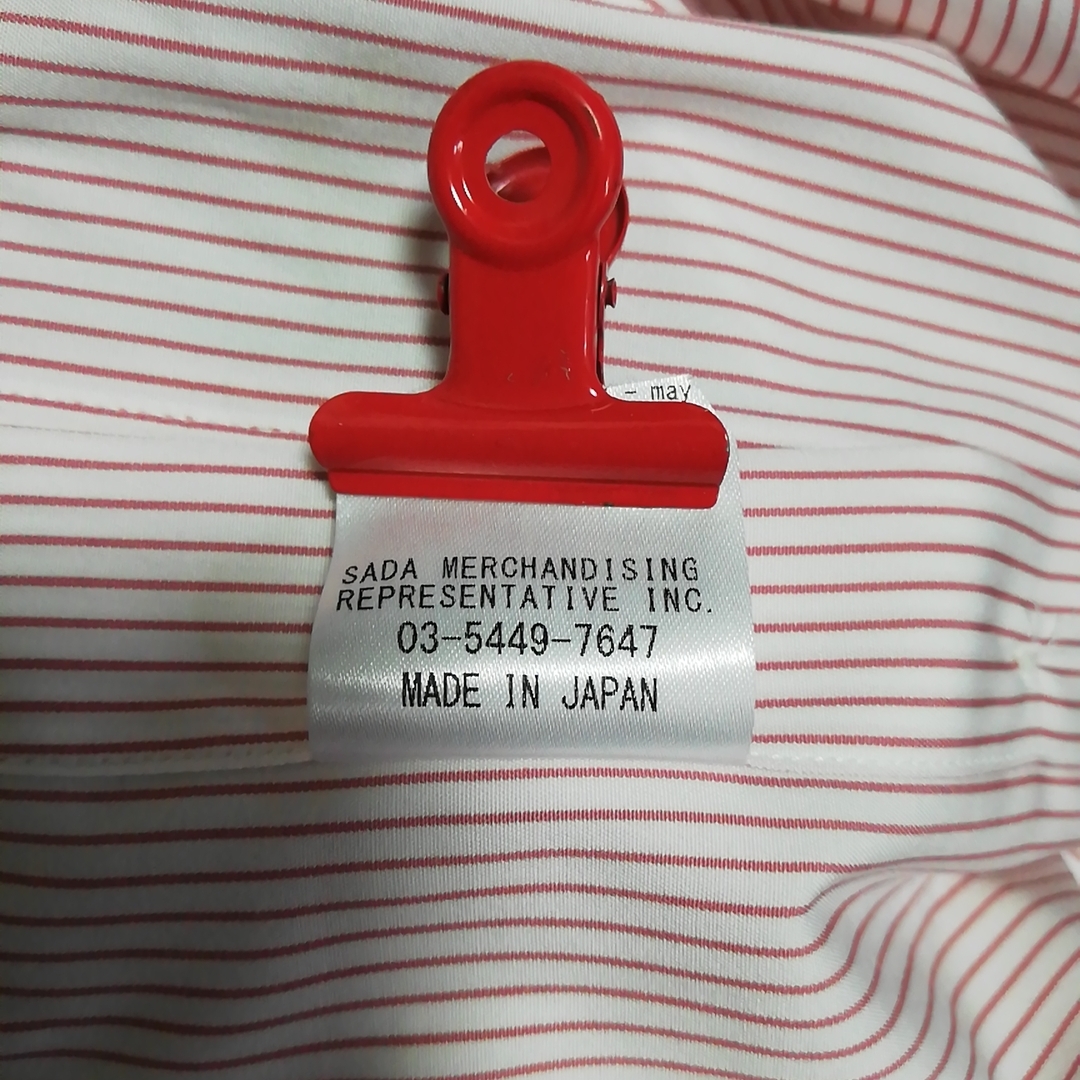 - may
SADA MERCHANDISING
REPRESENTATIVE INC.
03-5449-7647
MADE IN JAPAN